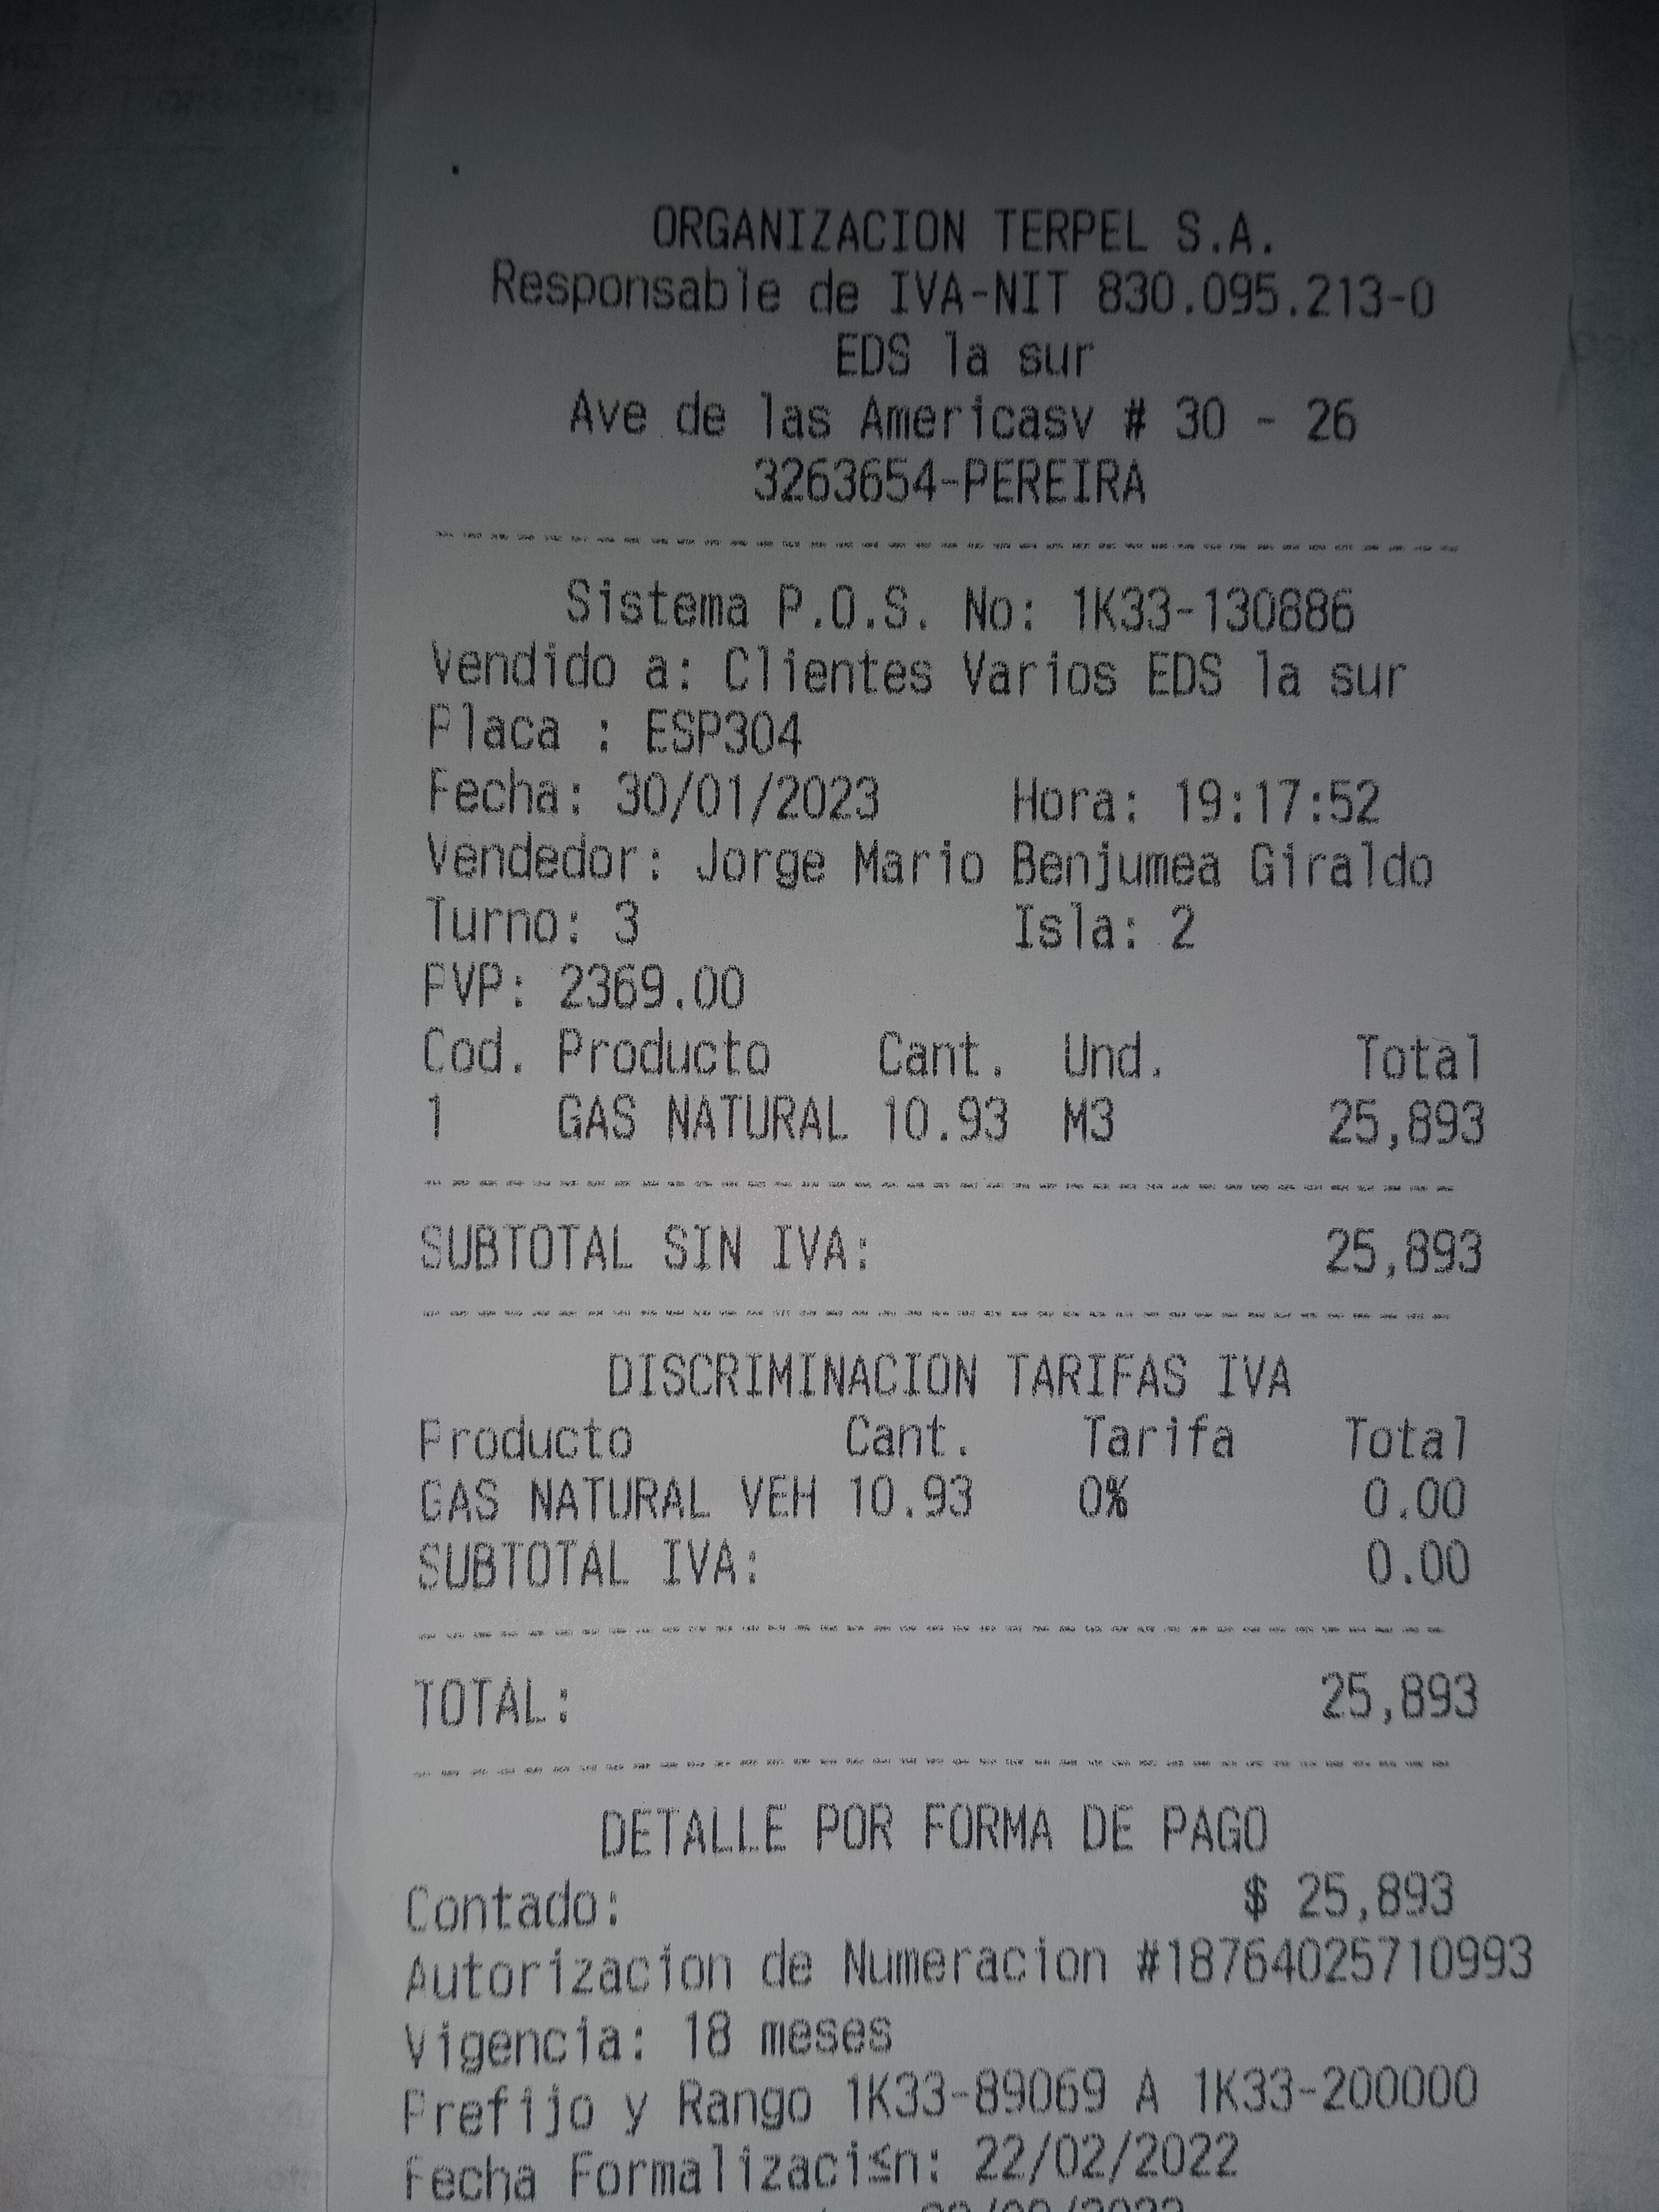 ORGANIZACION TERPEL S.A.
Responsable de IVA-NIT 830.095.213-0
EDS la sur
Ave de las Americasv # 30 - 26
3263654-PEREIRA
Sistema P.O.S. No: 1K33-130886
Vendido a: Clientes Varios EDS la sur
Placa : ESP304
Fecha: 30/01/2023 Hora: 19:17:52
Vendedor: Jorge Mario Benjumea Giraldo
Turno: 3 Isla: 2
PVP: 2369.00
Cod. Producto Cant. Und. Total
1 GAS NATURAL 10.93 M3 25,893
SUBTOTAL SIN IVA: 25,893
DISCRIMINACION TARIFAS IVA
Producto Cant. Tarifa Total
GAS NATURAL VEH 10.93 0% 0.00
SUBTOTAL IVA: 0.00
TOTAL: 25,893
DETALLE POR FORMA DE PAGO
Contado: $ 25,893
Autorizacion de Numeracion #18764025710993
Vigencia: 18 meses
Prefijo y Rango 1K33-89069 A 1K33-200000
Fecha Formalizaci≤n: 22/02/2022